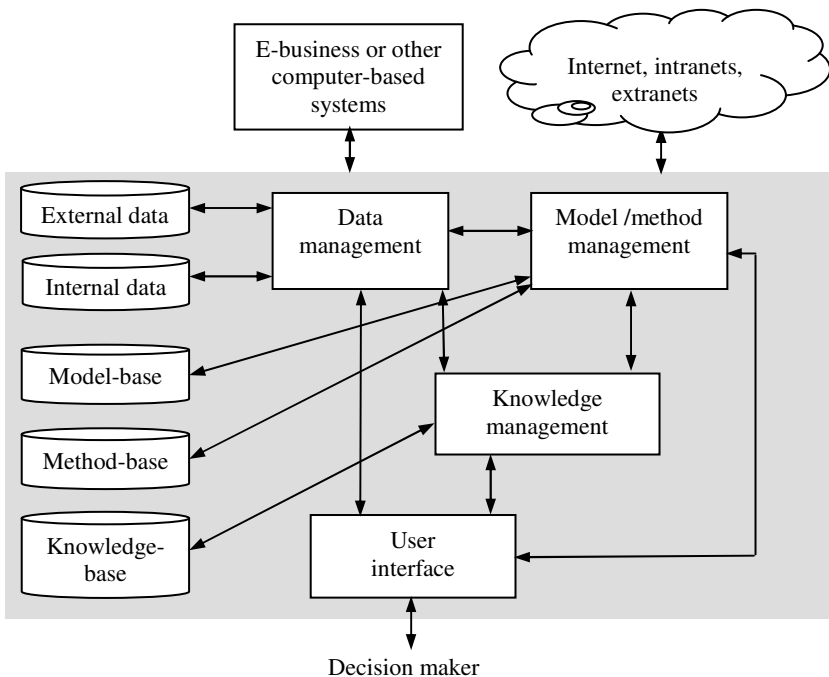 E-business or other
computer-based
systems
Internet, intranets,
extranets
External data
Data
management
Model /method
management
Internal data
Model-base
Knowledge
management
Method-base
Knowledge-
base
User
interface
Decision maker